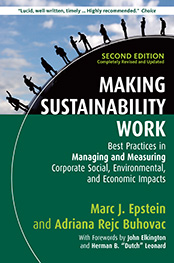 "Lucid, well written, timely ... Highly recommended." Choice
SECOND EDITION
Completely Revised and Updated
MAKING
SUSTAINABILITY
WORK
Best Practices in
Managing and Measuring
Corporate Social, Environmental,
and Economic Impacts
Marc J. Epstein
and Adriana Rejc Buhovac
With Forewords by John Elkington
and Herman B. "Dutch" Leonard